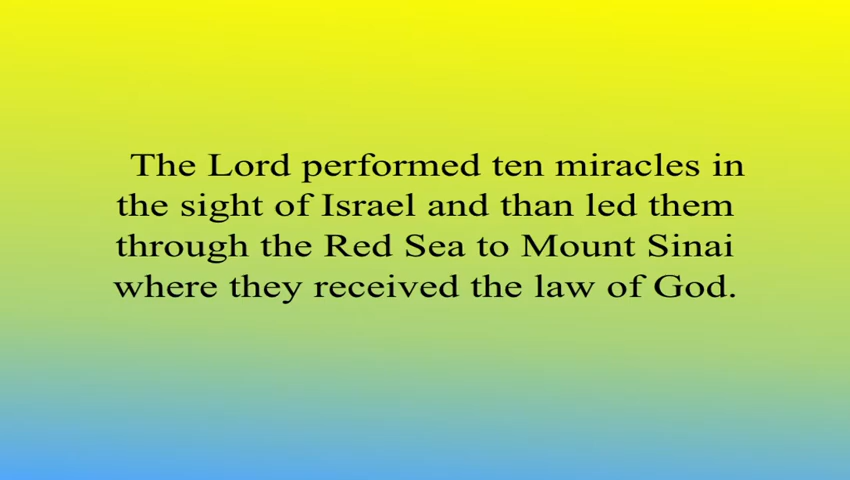 The Lord performed ten miracles in
the sight of Israel and than led them
through the Red Sea to Mount Sinai
where they received the law of God.